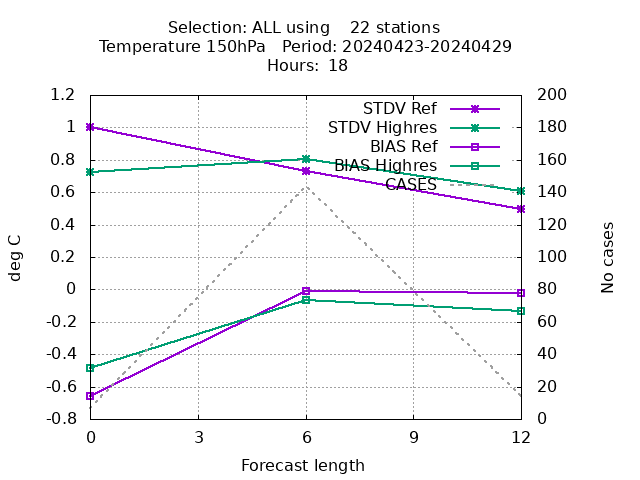 Selection: ALL using    22 stations
Temperature 150hPa   Period: 20240423-20240429
Hours: 18
STDV Ref
STDV Highres
BIAS Ref
BIAS Highres
CASES
1.2
1
0.8
0.6
0.4
0.2
0
-0.2
-0.4
-0.6
-0.8
deg C
200
180
160
140
120
100
80
60
40
20
0
No cases
0 3 6 9 12
Forecast length